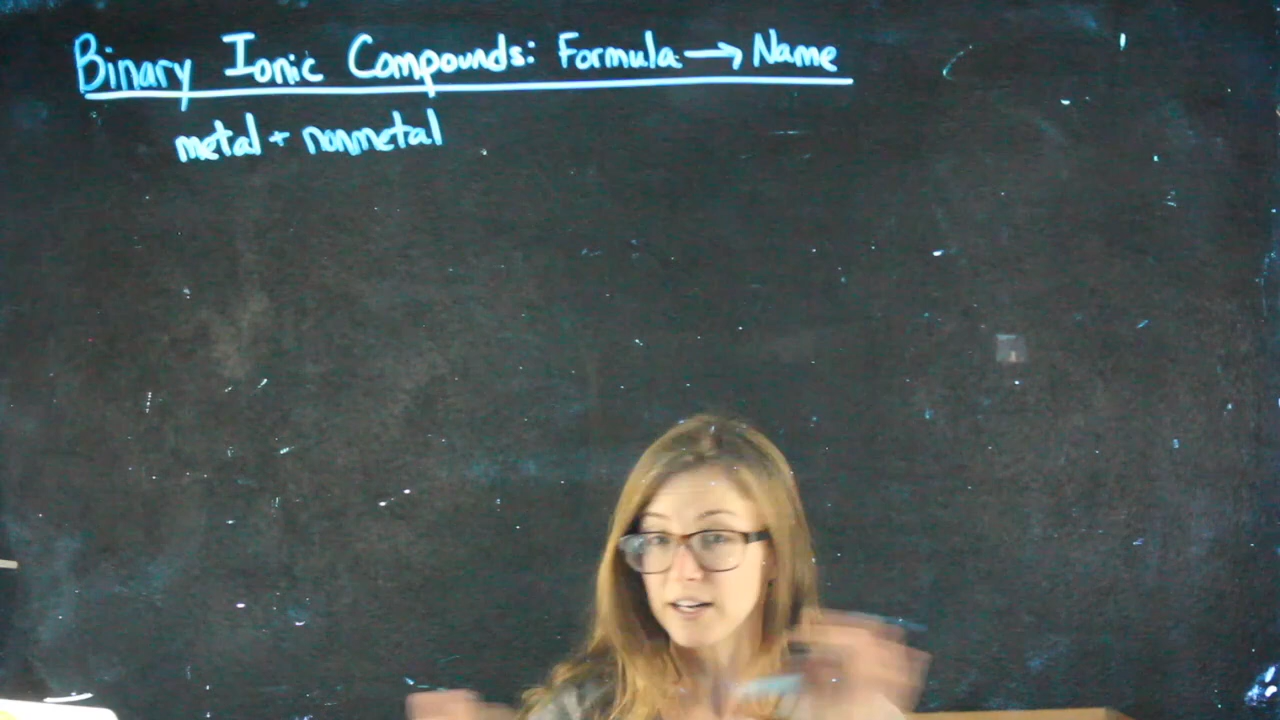 Binary Ionic Compounds: Formula → Name
metal + nonmetal